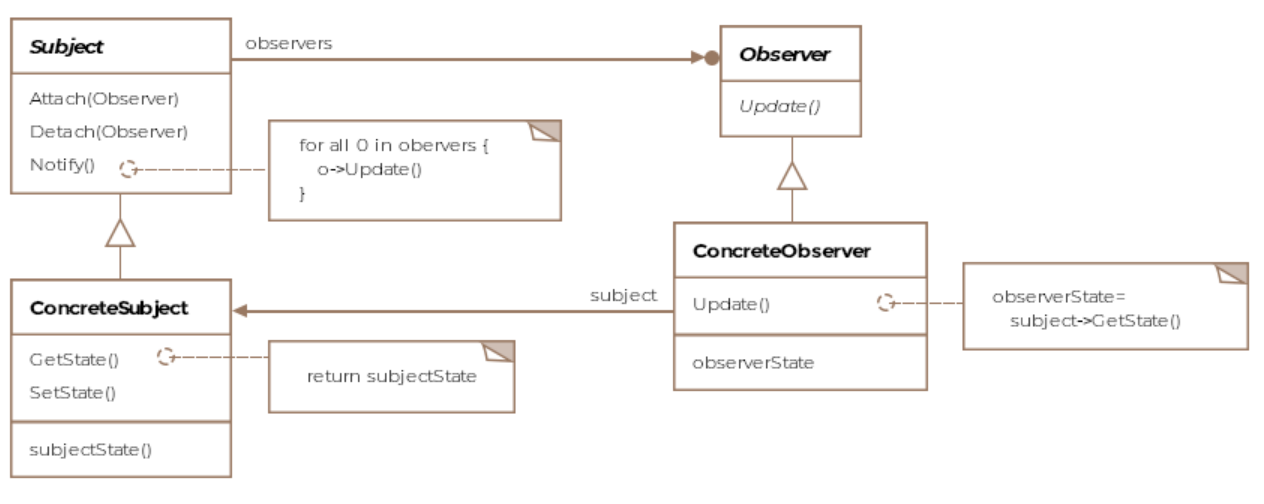 Subject
Attach(Observer)
Detach(Observer)
Notify()
observers
Observer
Update()
for all 0 in obervers {
o->Update()
}
ConcreteSubject
GetState()
SetState()
subjectState()
return subjectState
subject
ConcreteObserver
Update()
observerState
observerState=
subject->GetState()